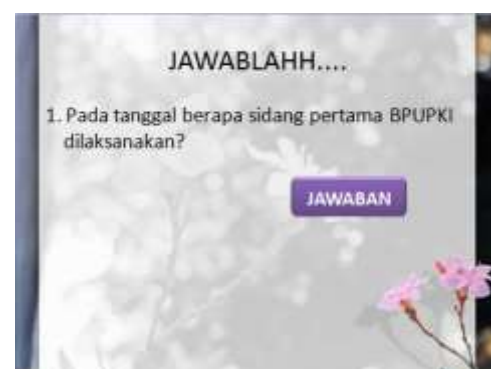 JAWABLAHH....
1. Pada tanggal berapa sidang pertama BPUPKI
dilaksanakan?
JAWABAN